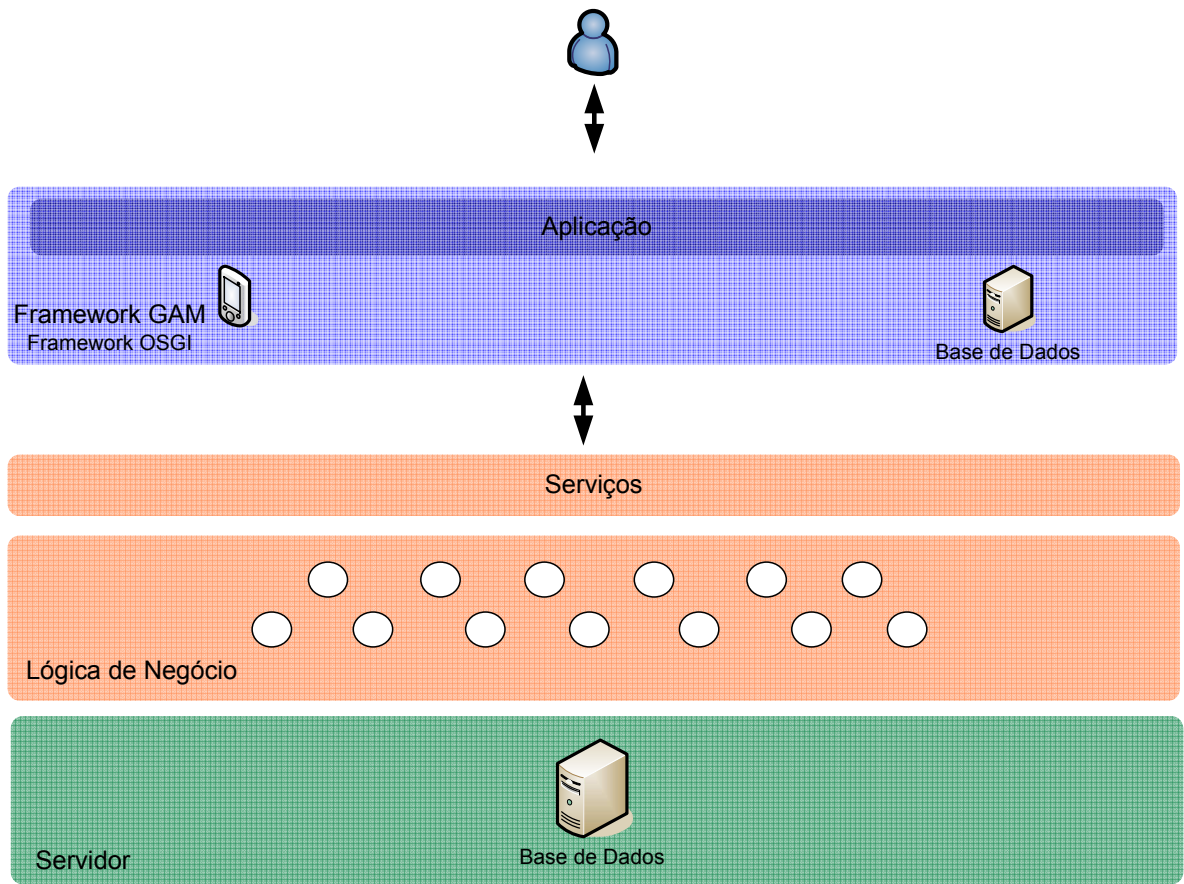 Aplicação
Framework GAM
Framework OSGI
Base de Dados
Serviços
Lógica de Negócio
Base de Dados
Servidor